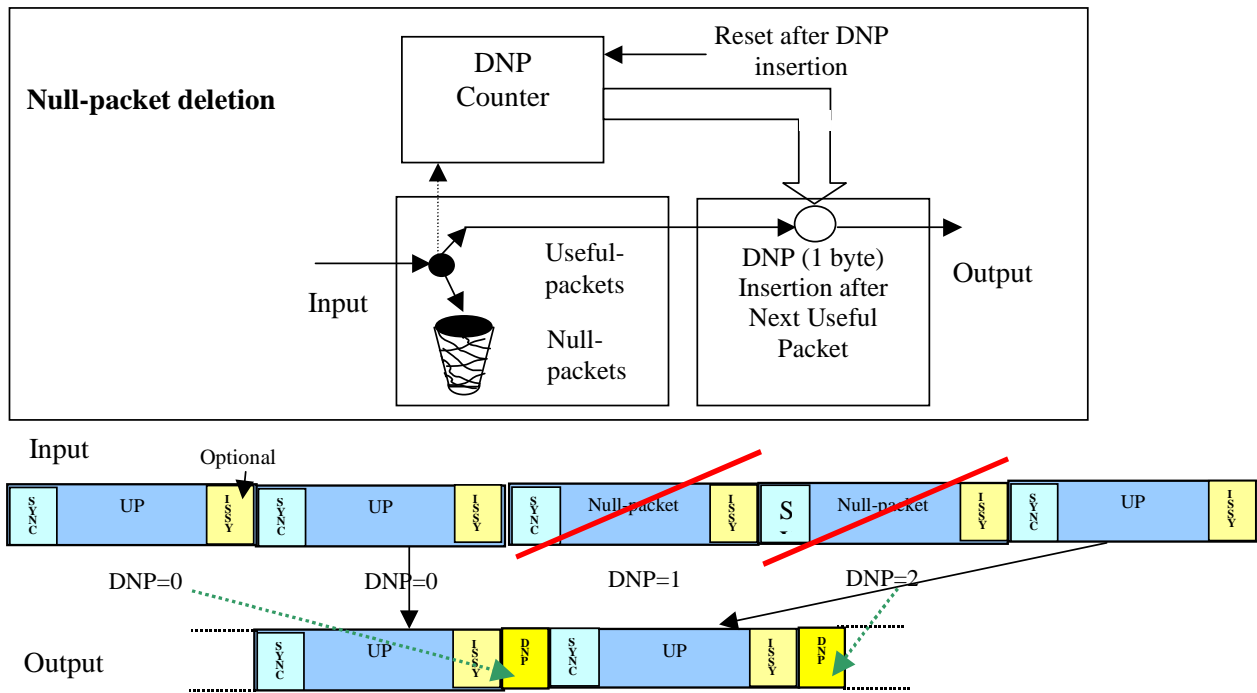 Null-packet deletion
DNP
Counter
Reset after DNP
insertion
Input
Useful-
packets
Null-
packets
DNP (1 byte)
Insertion after
Next Useful
Packet
Output
Input
Optional
SYNC
UP
ISSY
SYNC
UP
ISSY
SYNC
Null-packet
ISSY
S
Null-packet
ISSY
SYNC
UP
ISSY
DNP=0
DNP=0
DNP=1
DNP=2
Output
SYNC
UP
ISSY
DNP
SYNC
UP
ISSY
DNP